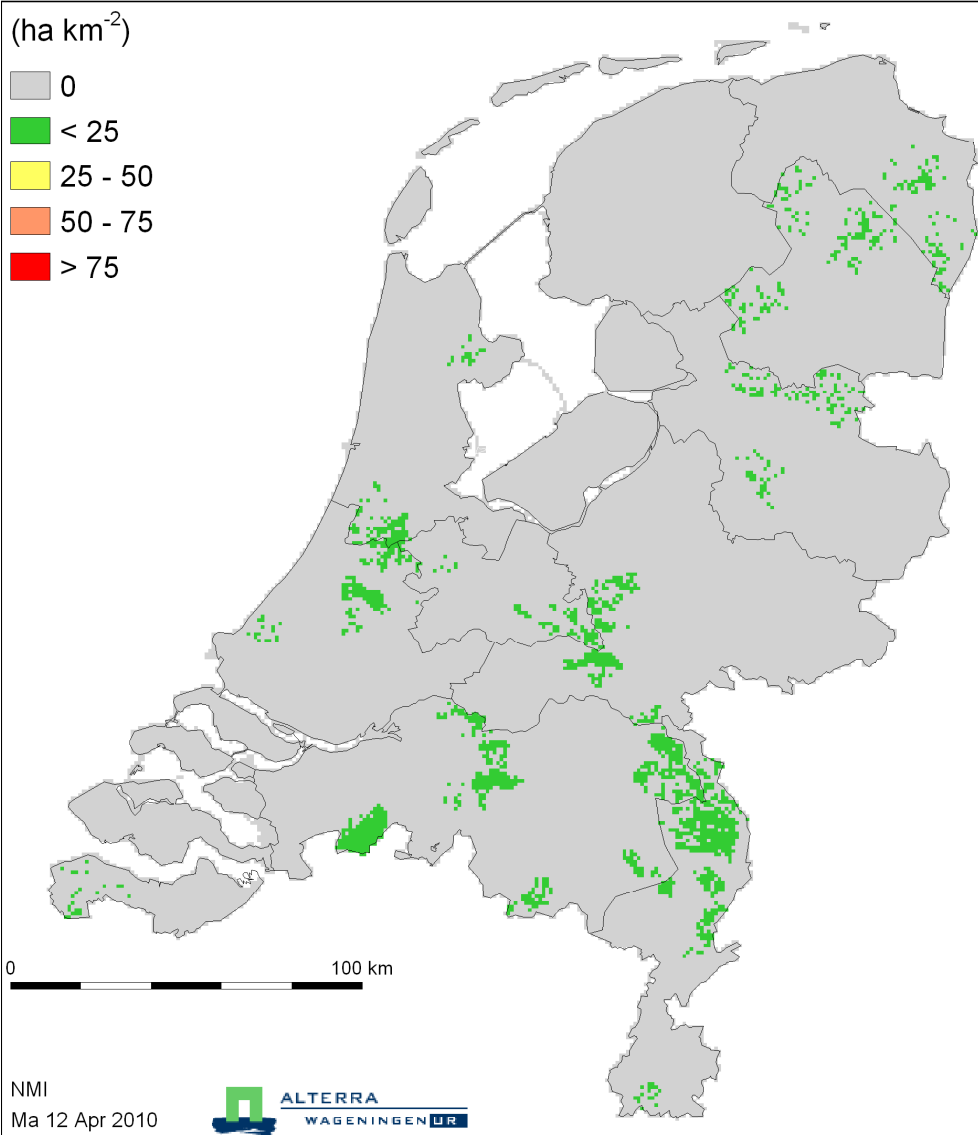 (ha km-2)
0
< 25
25 - 50
50 - 75
> 75
0 100 km
NMI
Ma 12 Apr 2010
ALTERRA
WAGENINGEN UR